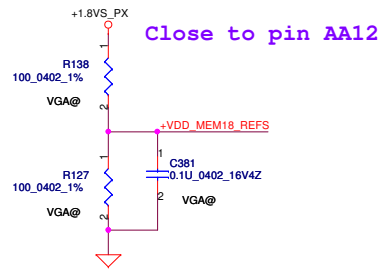 +1.8VS_PX
Close to pin AA12
1
R138
100_0402_1%
VGA@
2
+VDD_MEM18_REFS
1
R127
100_0402_1%
VGA@
2
1
C381
0.1U_0402_16V4Z
2
VGA@